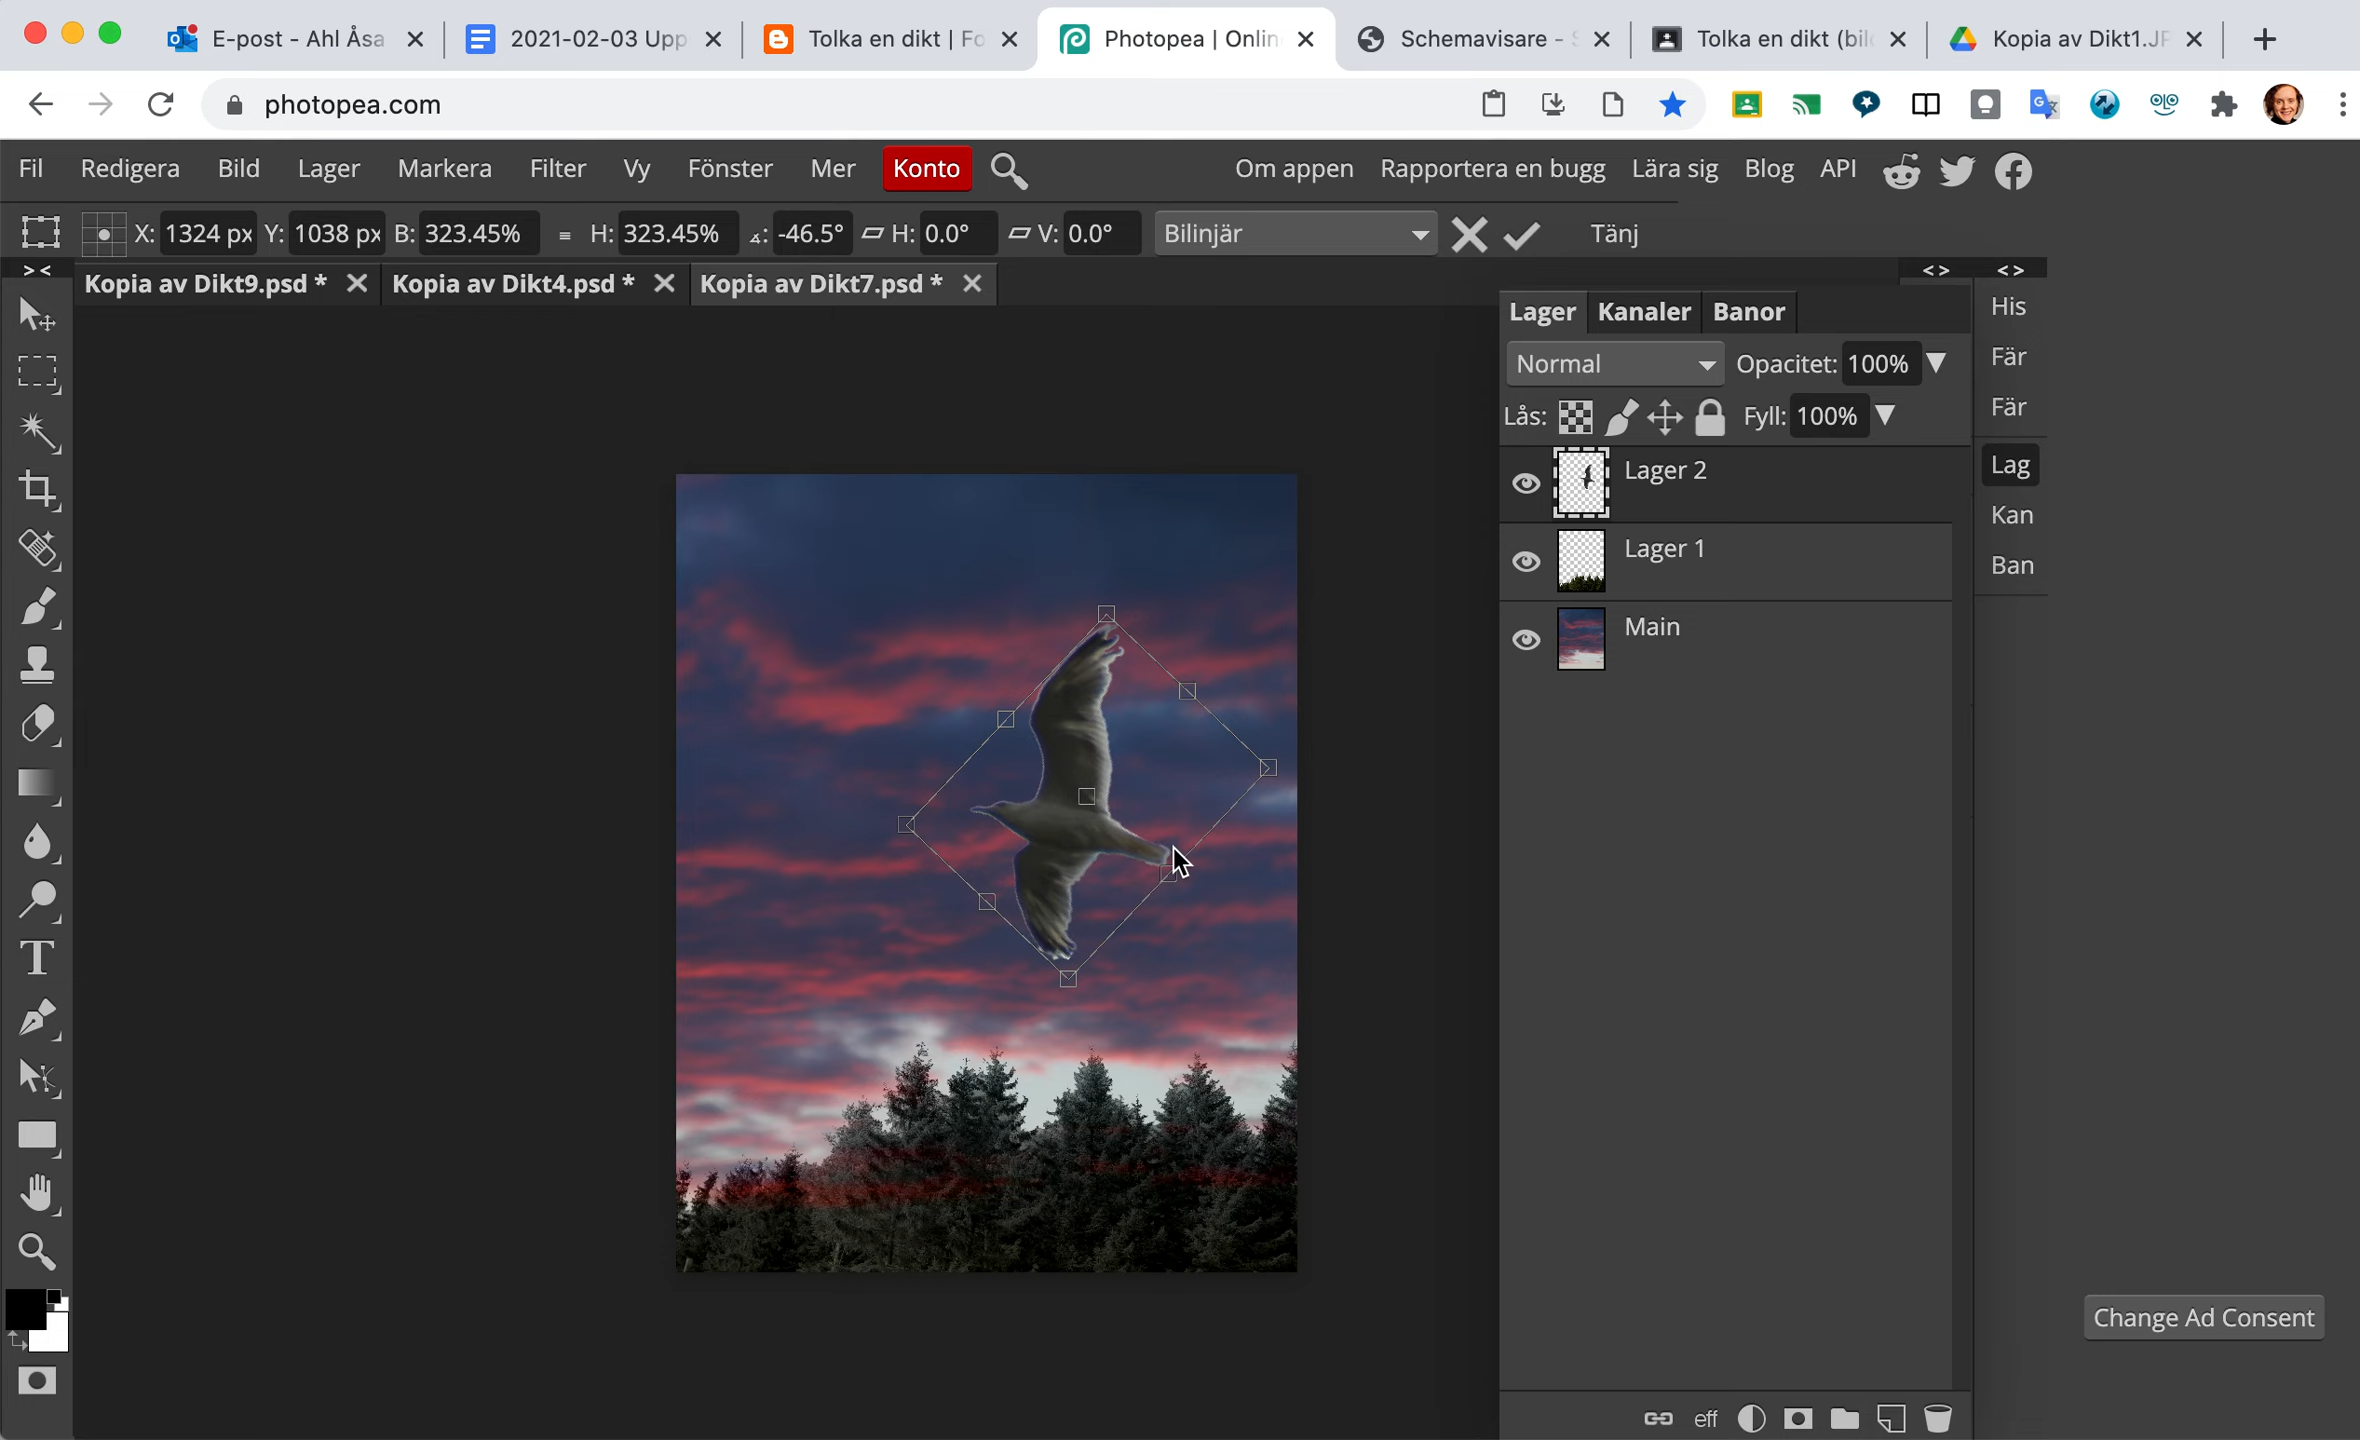 E-post - Ahl Åsa
2021-02-03 Upp
Tolka en dikt | Fo
Photopea | Onlin
Schemavisare - S
Tolka en dikt (bil
Kopia av Dikt1.JP
photopea.com
Fil Redigera Bild Lager Markera Filter Vy Fönster Mer Konto Om appen Rapportera en bugg Lära sig Blog API
X: 1324 px Y: 1038 px B: 323.45% H: 323.45% -46.5° H: 0.0° V: 0.0° Bilinjär Tänj
Kopia av Dikt9.psd * Kopia av Dikt4.psd * Kopia av Dikt7.psd *
Lager Kanaler Banor
Normal Opacitet: 100%
Lås: Fyll: 100%
Lager 2
Lager 1
Main
His
Fär
Fär
Lag
Kan
Ban
Change Ad Consent
eff